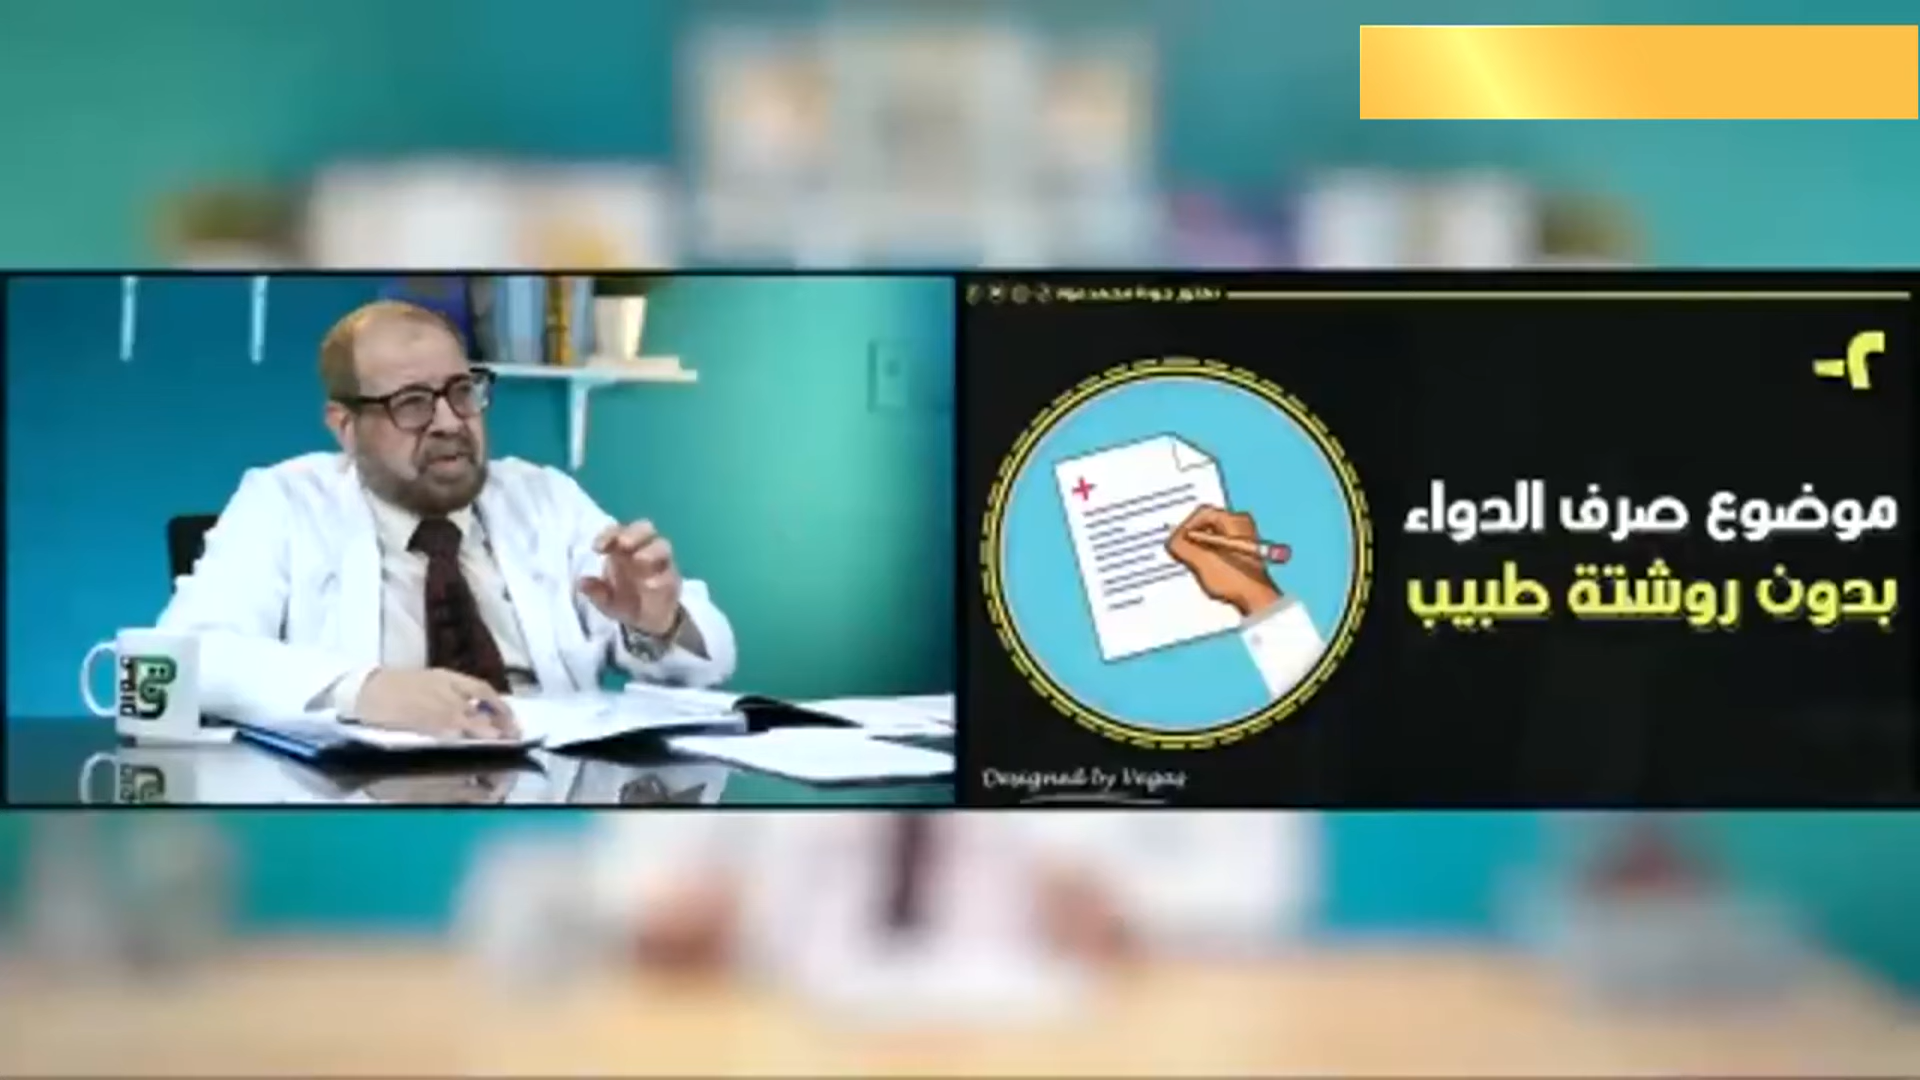 ٢-
موضوع صرف الدواء
بدون روشتة طبيب
Designed by Vegas